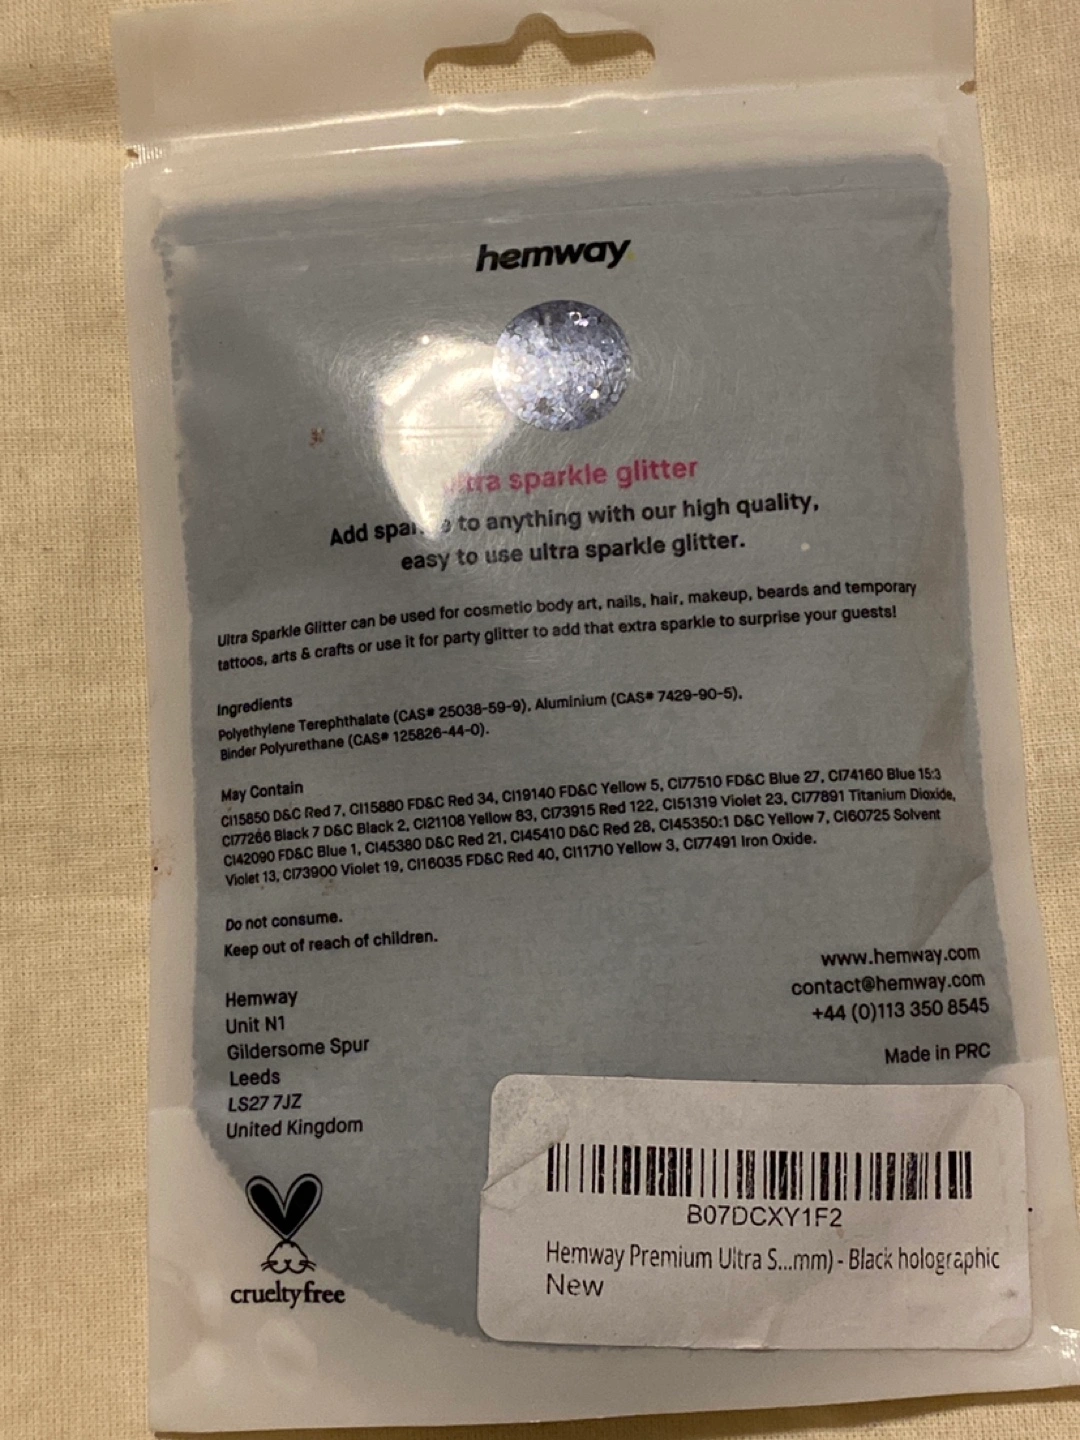 hemway
ultra sparkle glitter
Add sparkle to anything with our high quality,
easy to use ultra sparkle glitter.
Ultra Sparkle Glitter can be used for cosmetic body art, nails, hair, makeup, beards and temporary
tattoos, arts & crafts or use it for party glitter to add that extra sparkle to surprise your guests!
Ingredients
Polyethylene Terephthalate (CAS# 25038-59-9), Aluminium (CAS# 7429-90-5),
Binder Polyurethane (CAS# 125826-44-0).
May Contain
CI15850 D&C Red 7, CI15880 FD&C Red 34, CI19140 FD&C Yellow 5, CI77510 FD&C Blue 27, CI74160 Blue 15:3
CI77266 Black 7 D&C Black 2, CI21108 Yellow 83, CI73915 Red 122, CI51319 Violet 23, CI77891 Titanium Dioxide,
CI42090 FD&C Blue 1, CI45380 D&C Red 21, CI45410 D&C Red 28, CI45350:1 D&C Yellow 7, CI60725 Solvent
Violet 13, CI73900 Violet 19, CI16035 FD&C Red 40, CI11710 Yellow 3, CI77491 Iron Oxide.
Do not consume.
Keep out of reach of children.
Hemway
Unit N1
Gildersome Spur
Leeds
LS27 7JZ
United Kingdom
www.hemway.com
contact@hemway.com
+44 (0)113 350 8545
Made in PRC
crueltyfree
B07DCXY1F2
Hemway Premium Ultra S...mm) - Black holographic
New